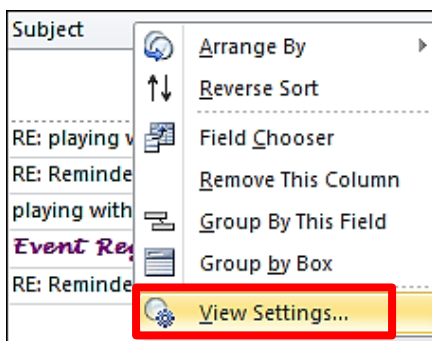 Subject
Arrange By
Reverse Sort
RE: playing
Field Chooser
RE: Reminde
Remove This Column
playing with
Group By This Field
Event Reg
Group by Box
RE: Reminde
View Settings...